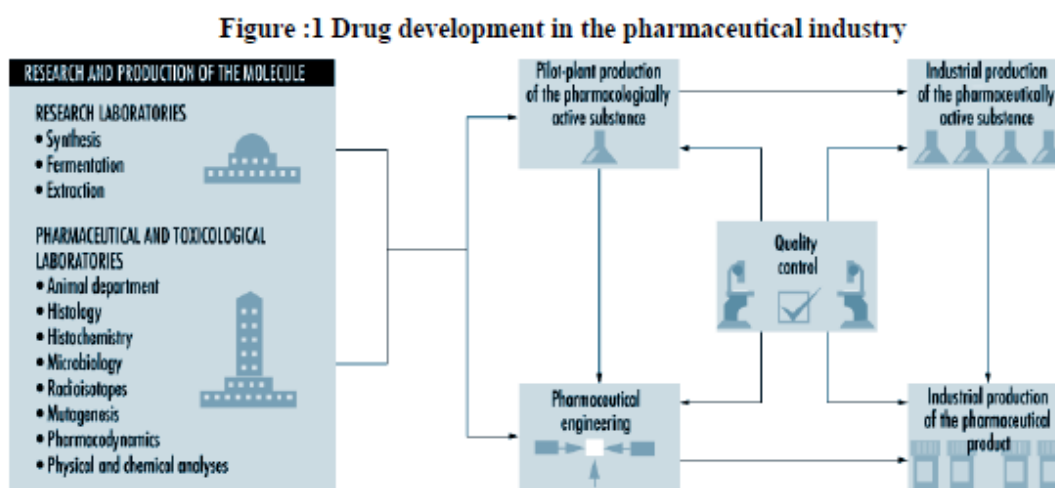 Figure :1 Drug development in the pharmaceutical industry
RESEARCH AND PRODUCTION OF THE MOLECULE
RESEARCH LABORATORIES
• Synthesis
• Fermentation
• Extraction
PHARMACEUTICAL AND TOXICOLOGICAL
LABORATORIES
• Animal department
• Histology
• Histochemistry
• Microbiology
• Radioisotopes
• Mutagenesis
• Pharmacodynamics
• Physical and chemical analyses
Pilot-plant production
of the pharmacologically
active substance
Industrial production
of the pharmaceutically
active substance
Quality
control
Pharmaceutical
engineering
Industrial production
of the pharmaceutical
product